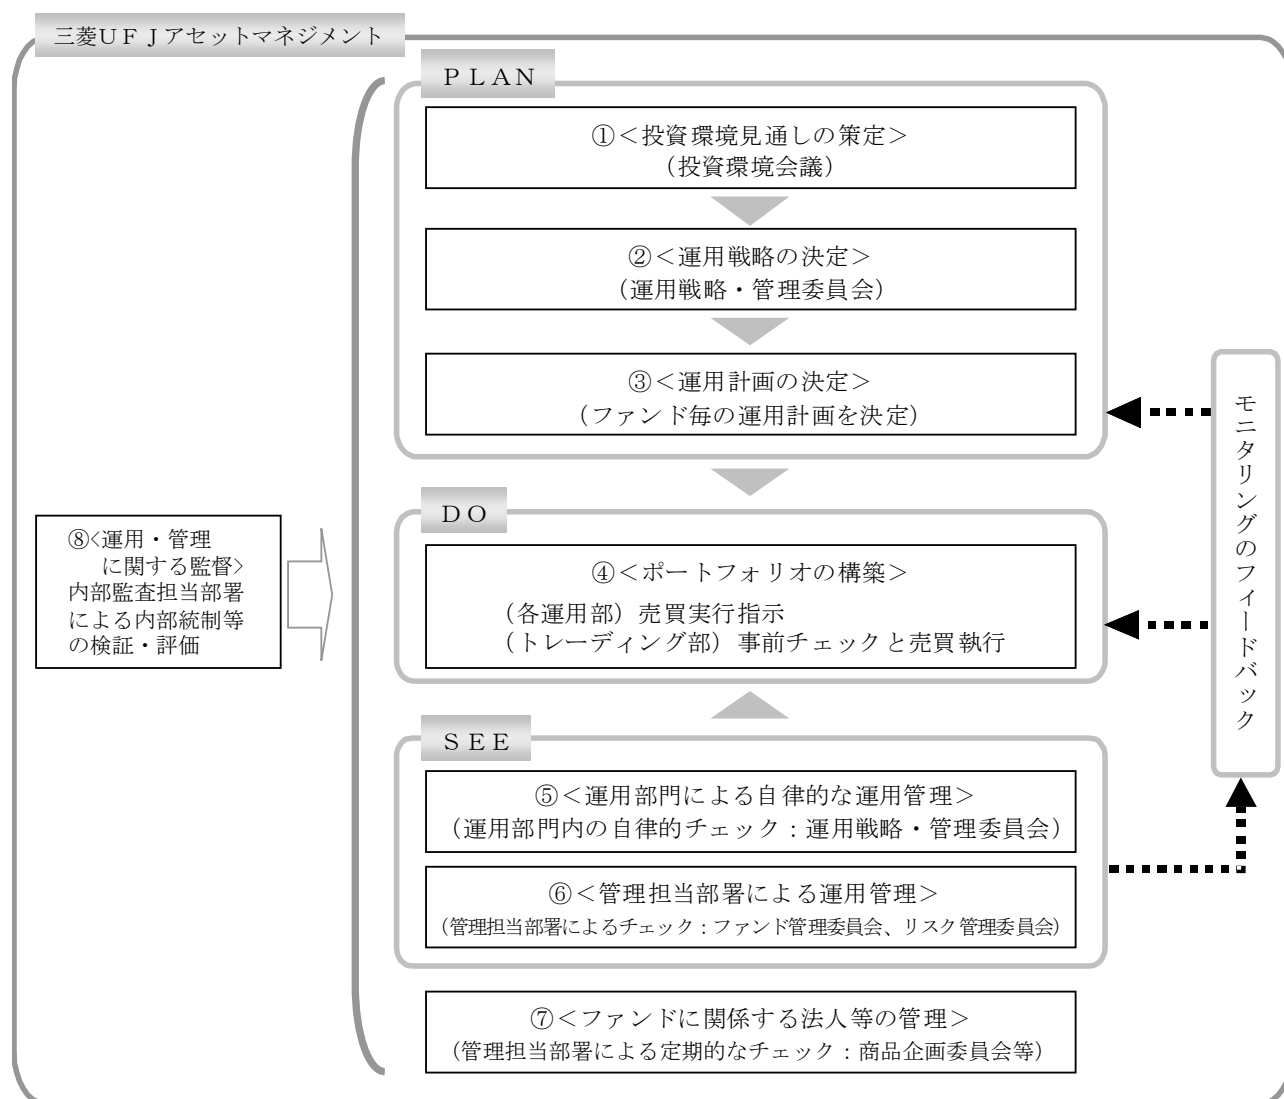 三菱ＵＦＪアセットマネジメント
ＰＬＡＮ
①＜投資環境見通しの策定＞
（投資環境会議）
②＜運用戦略の決定＞
（運用戦略・管理委員会）
③＜運用計画の決定＞
（ファンド毎の運用計画を決定）
ＤＯ
④＜ポートフォリオの構築＞
（各運用部）売買実行指示
（トレーディング部）事前チェックと売買執行
ＳＥＥ
⑤＜運用部門による自律的な運用管理＞
（運用部門内の自律的チェック：運用戦略・管理委員会）
⑥＜管理担当部署による運用管理＞
（管理担当部署によるチェック：ファンド管理委員会、リスク管理委員会）
⑦＜ファンドに関係する法人等の管理＞
（管理担当部署による定期的なチェック：商品企画委員会等）
⑧<運用・管理
に関する監督>
内部監査担当部署
による内部統制等
の検証・評価
モニタリングのフィードバック